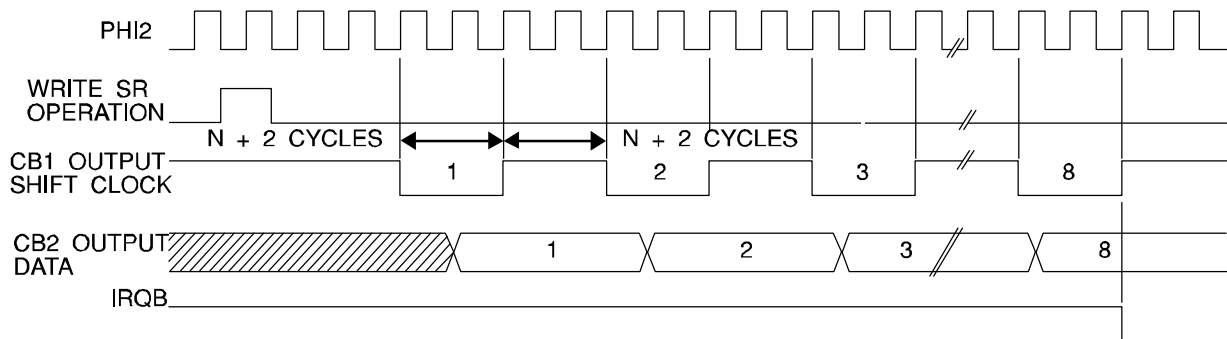 PHI2
WRITE SR
OPERATION
N + 2 CYCLES
N + 2 CYCLES
CB1 OUTPUT
SHIFT CLOCK
1
2
3
8
CB2 OUTPUT
DATA
1
2
3
8
IRQB